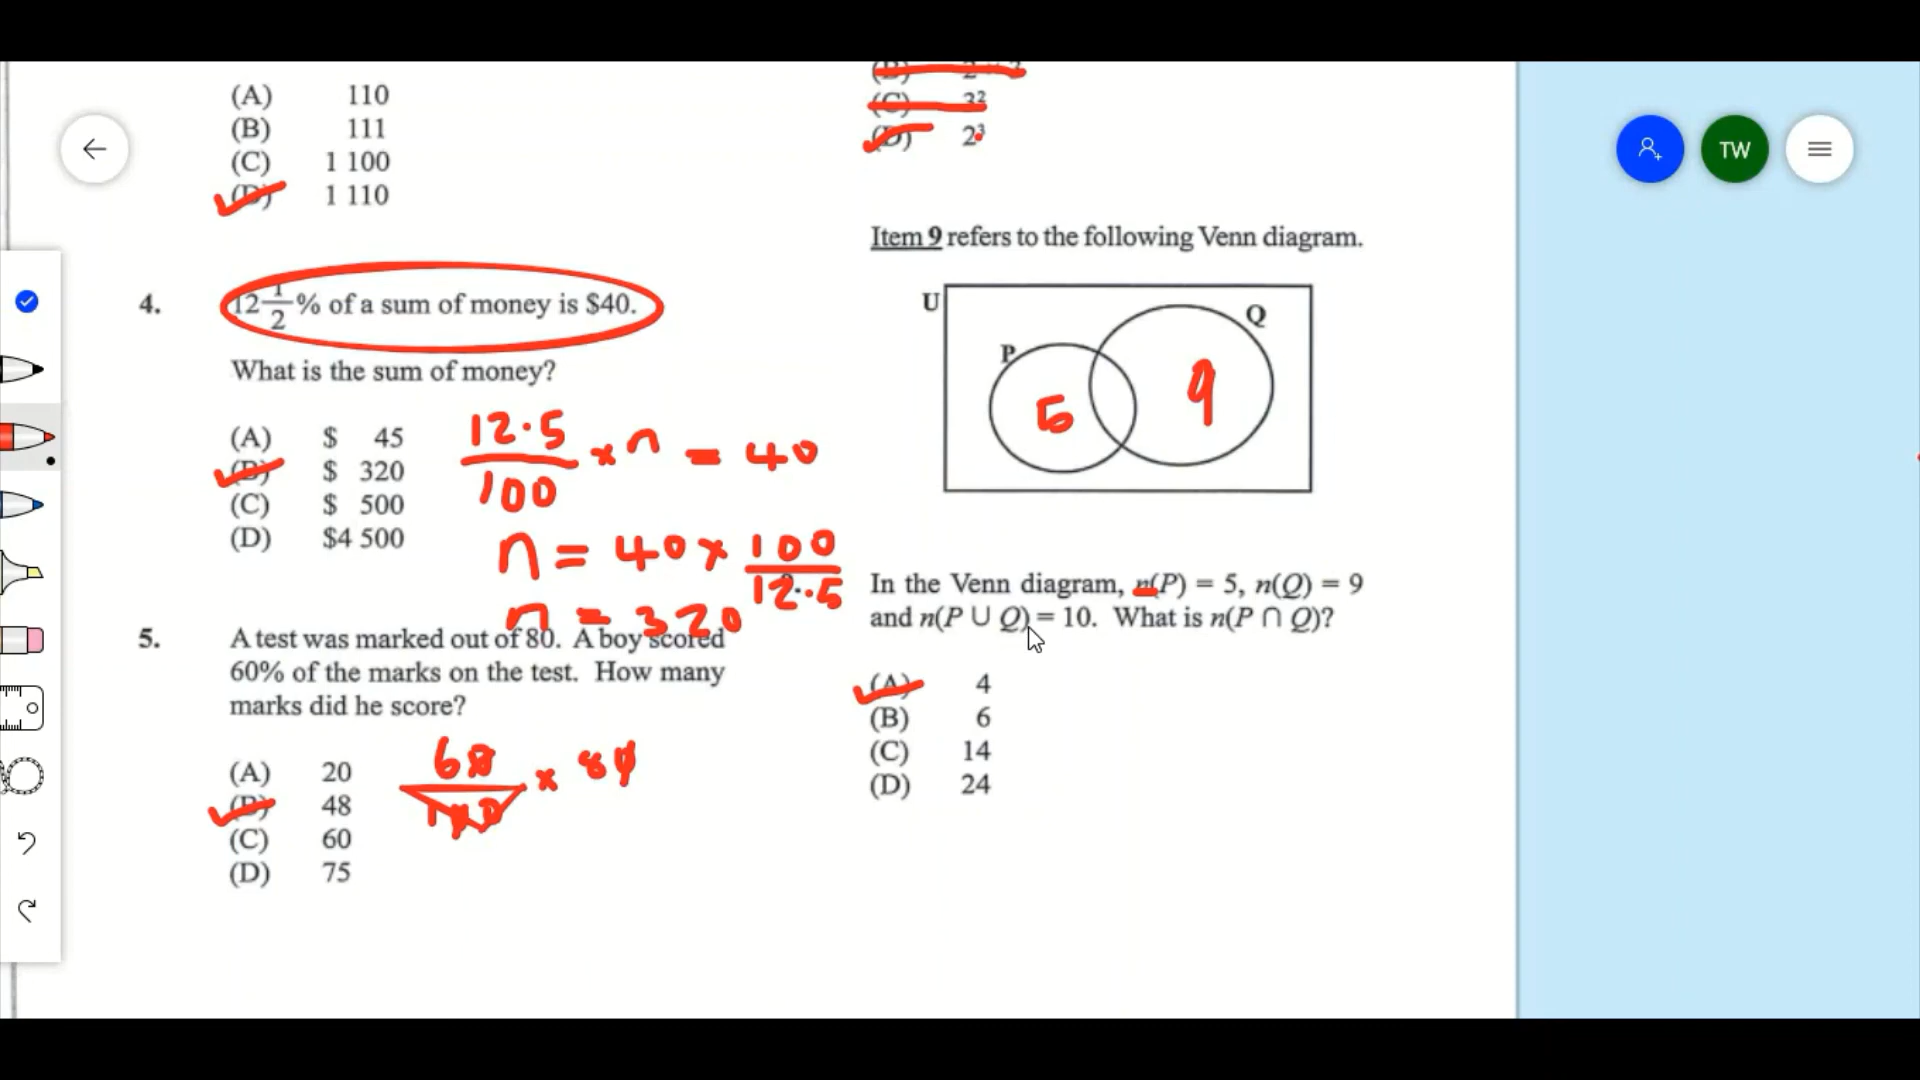 (A) 110
(B) 111
(C) 1 100
(D) 1 110
4. 12 1/2 % of a sum of money is $40.
What is the sum of money?
(A) $ 45
(B) $ 320
(C) $ 500
(D) $4 500
12.5/100 × n = 40
n = 40 × 100/12.5
n = 320
5. A test was marked out of 80. A boy scored
60% of the marks on the test. How many
marks did he score?
(A) 20
(B) 48
(C) 60
(D) 75
60/100 × 80
(C) 3²
(D) 2³
Item 9 refers to the following Venn diagram.
U
Q
P
5
9
In the Venn diagram, n(P) = 5, n(Q) = 9
and n(P ∪ Q) = 10. What is n(P ∩ Q)?
(A) 4
(B) 6
(C) 14
(D) 24
TW